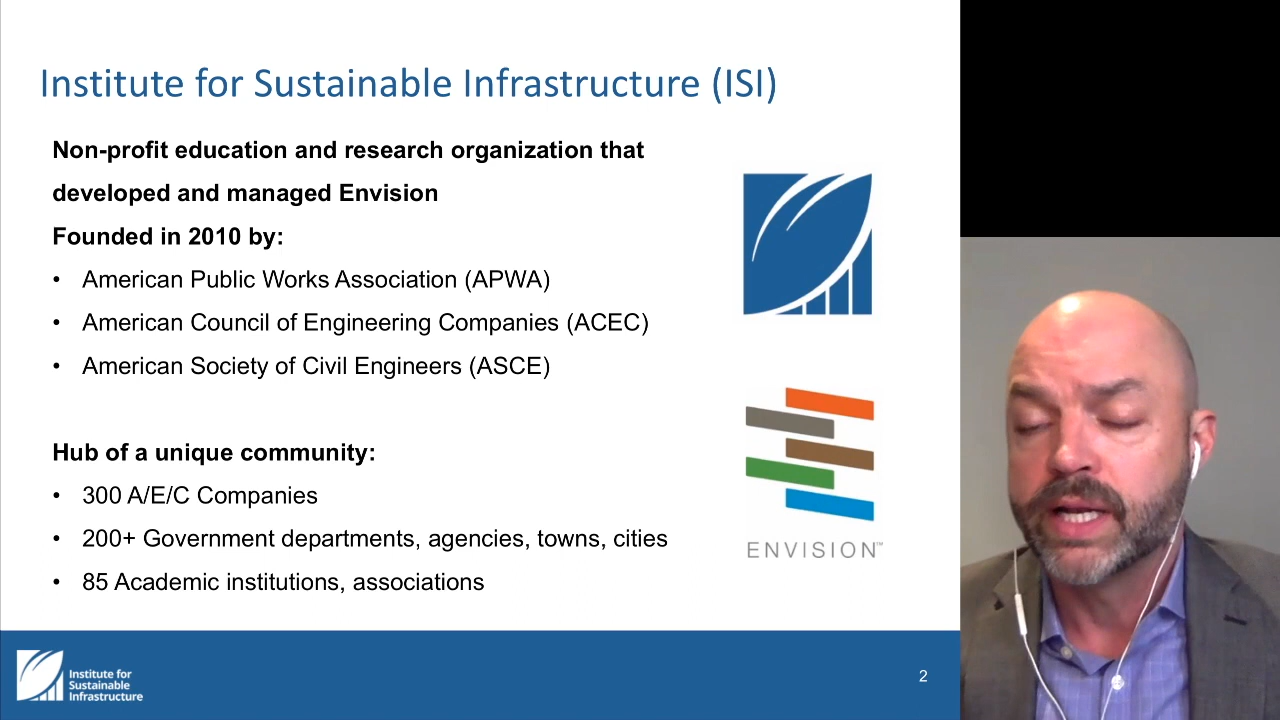 Institute for Sustainable Infrastructure (ISI)
Non-profit education and research organization that
developed and managed Envision
Founded in 2010 by:
• American Public Works Association (APWA)
• American Council of Engineering Companies (ACEC)
• American Society of Civil Engineers (ASCE)
Hub of a unique community:
• 300 A/E/C Companies
• 200+ Government departments, agencies, towns, cities
• 85 Academic institutions, associations
ENVISION™
Institute for
Sustainable
Infrastructure
2